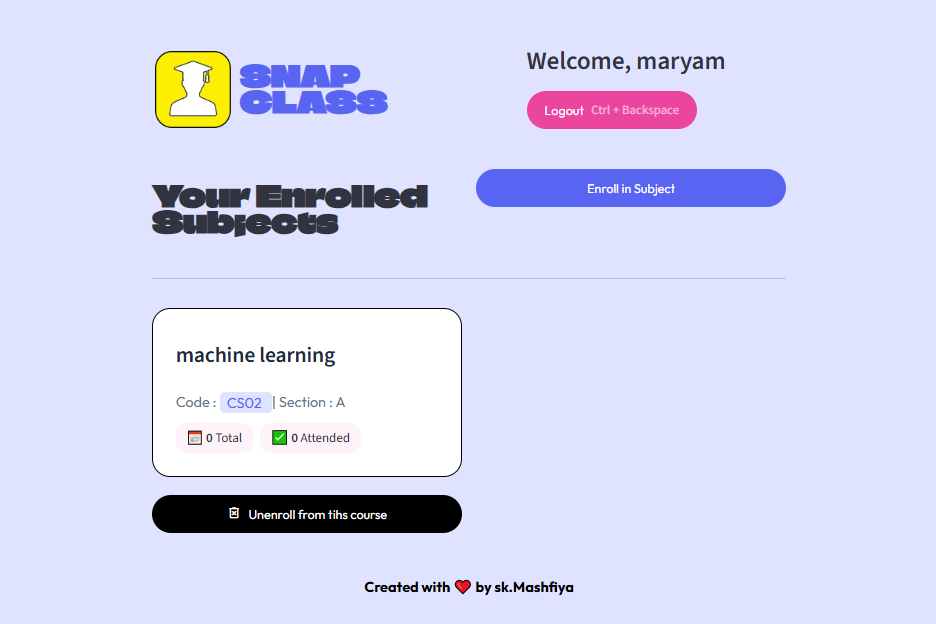 SNAP
CLASS
Welcome, maryam
Logout Ctrl + Backspace
Your Enrolled
Subjects
Enroll in Subject
machine learning
Code : CS02 | Section : A
0 Total
0 Attended
Unenroll from tihs course
Created with ❤️ by sk.Mashfiya